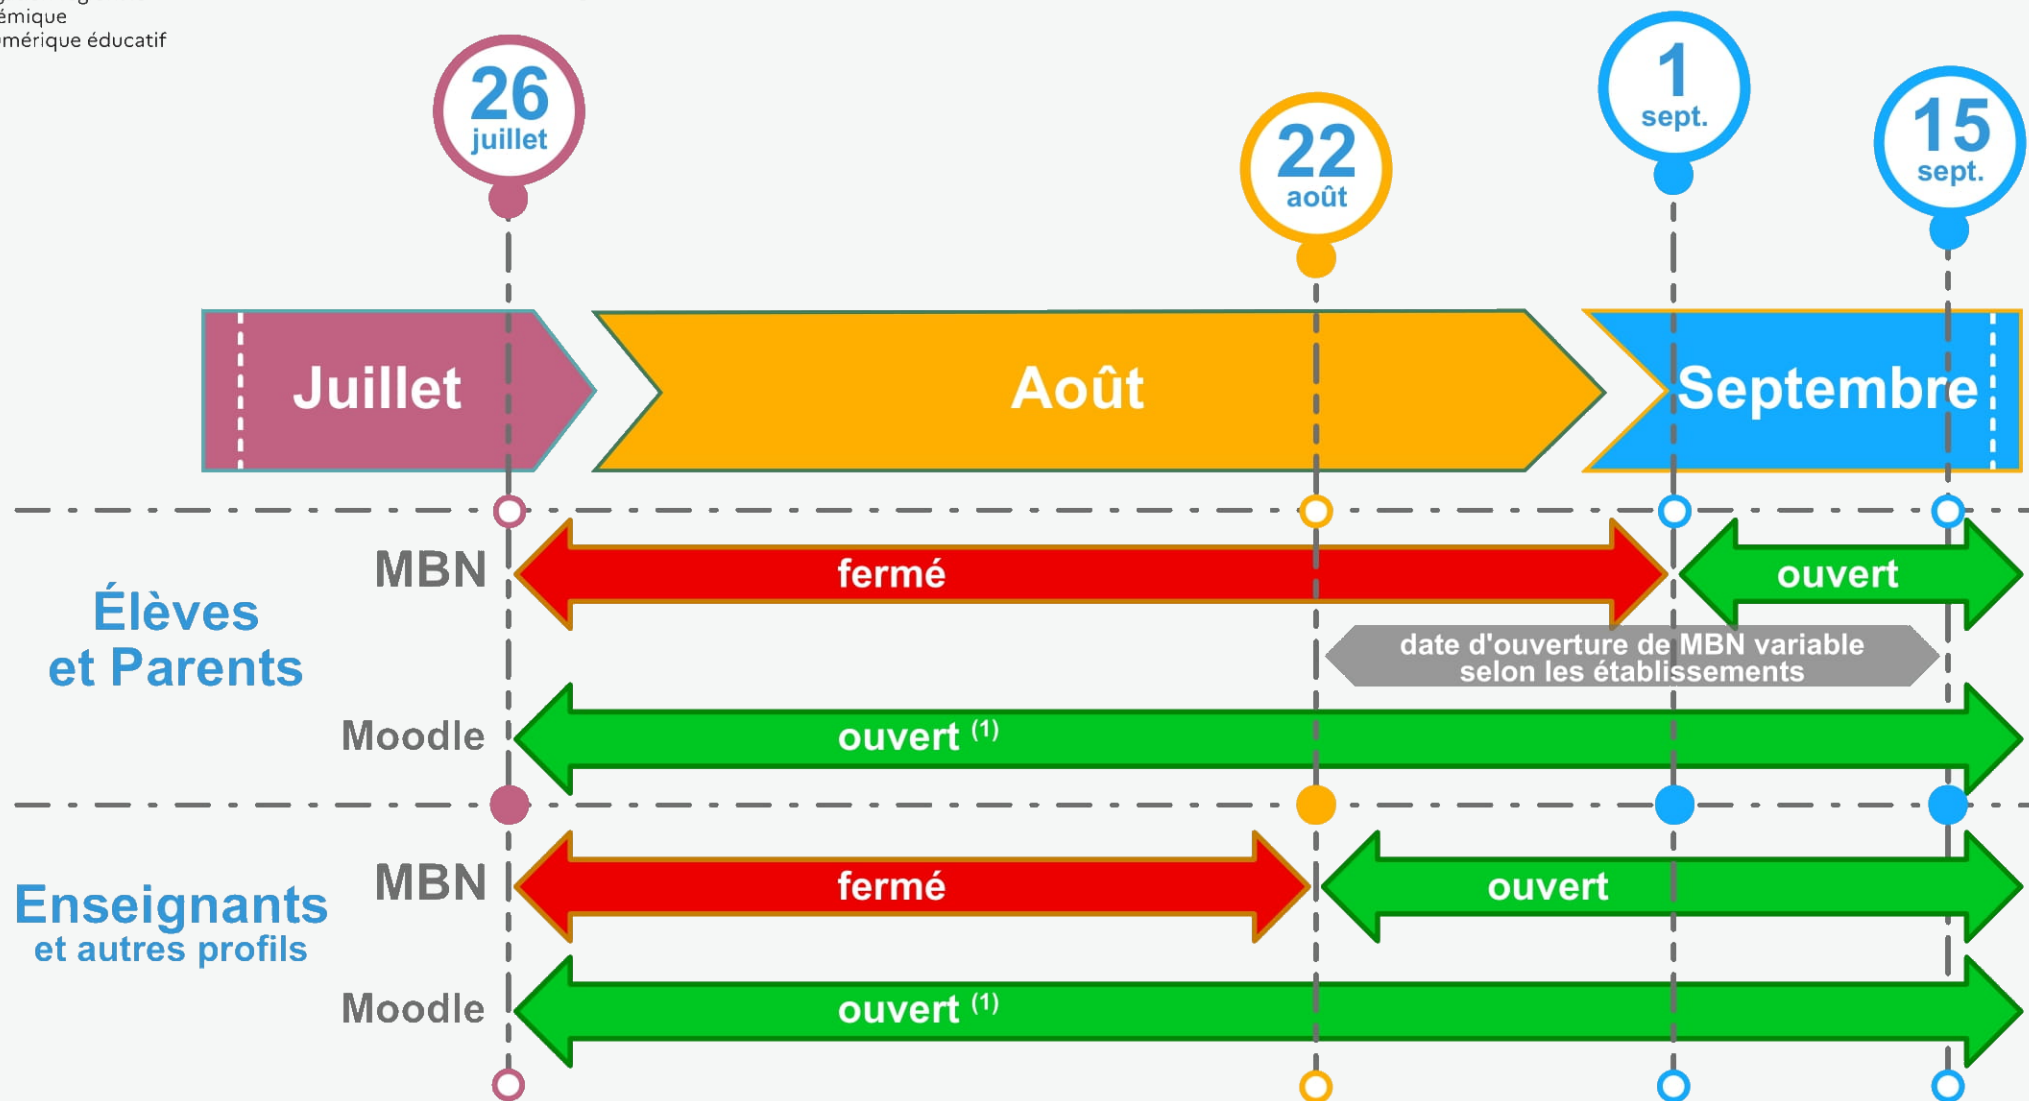 émique
umérique éducatif
26
juillet
22
août
1
sept.
15
sept.
Juillet
Août
Septembre
Élèves
et Parents
MBN
fermé
ouvert
date d'ouverture de MBN variable
selon les établissements
Moodle
ouvert (1)
Enseignants
et autres profils
MBN
fermé
ouvert
Moodle
ouvert (1)